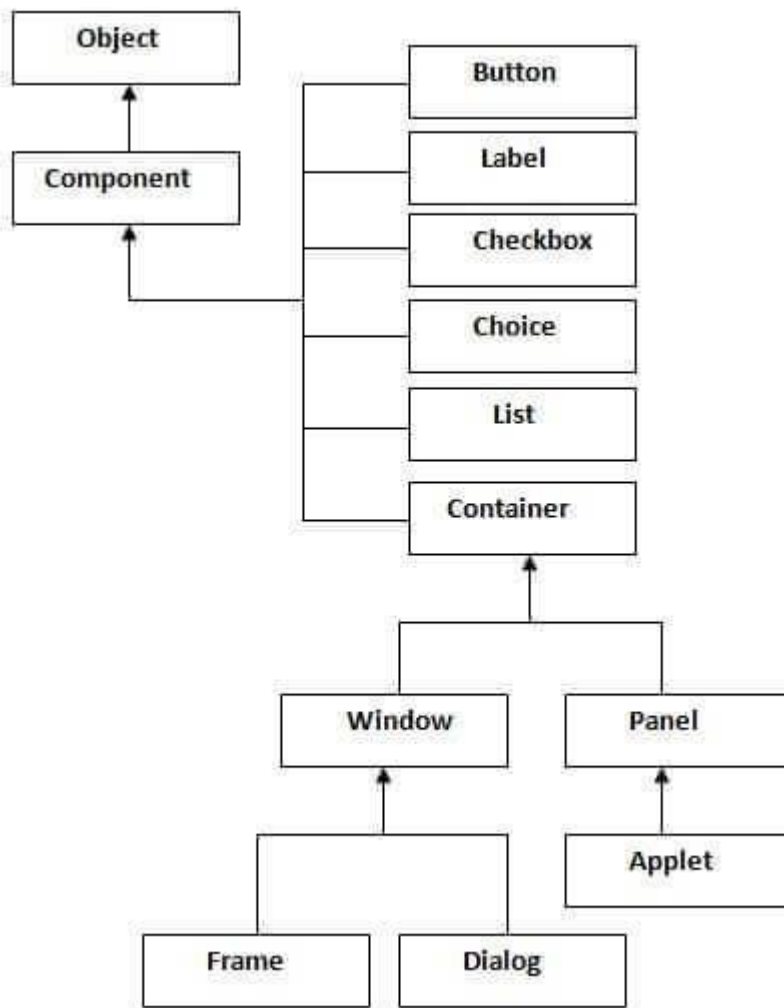 Object
Button
Label
Component
Checkbox
Choice
List
Container
Window
Panel
Applet
Frame
Dialog